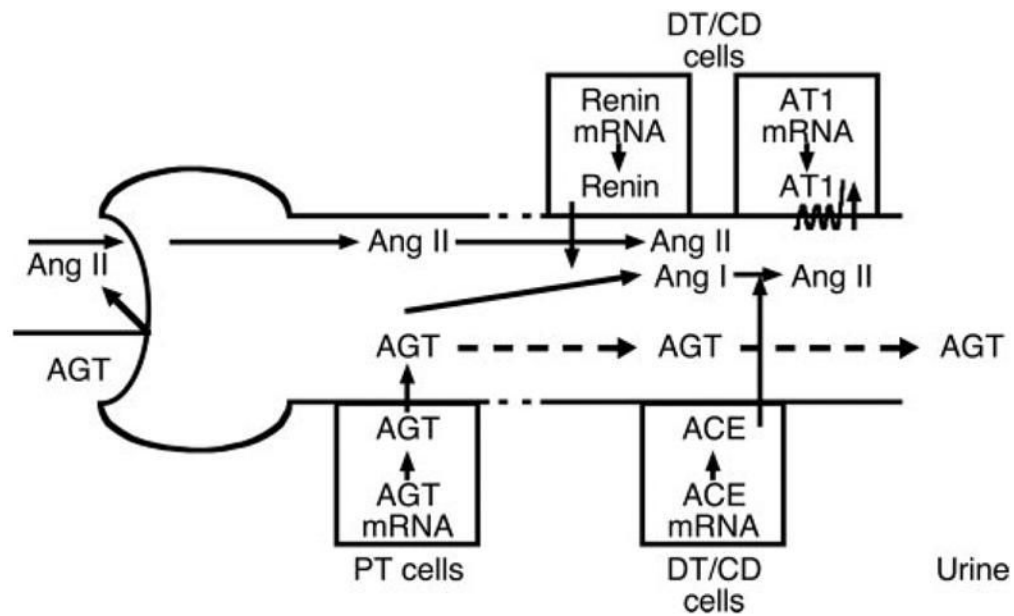 DT/CD
cells
Renin
mRNA
Renin
AT1
mRNA
AT1
Ang II
Ang II
Ang II
Ang I
Ang II
AGT
AGT
AGT
AGT
AGT
AGT
mRNA
PT cells
ACE
ACE
mRNA
DT/CD
cells
Urine